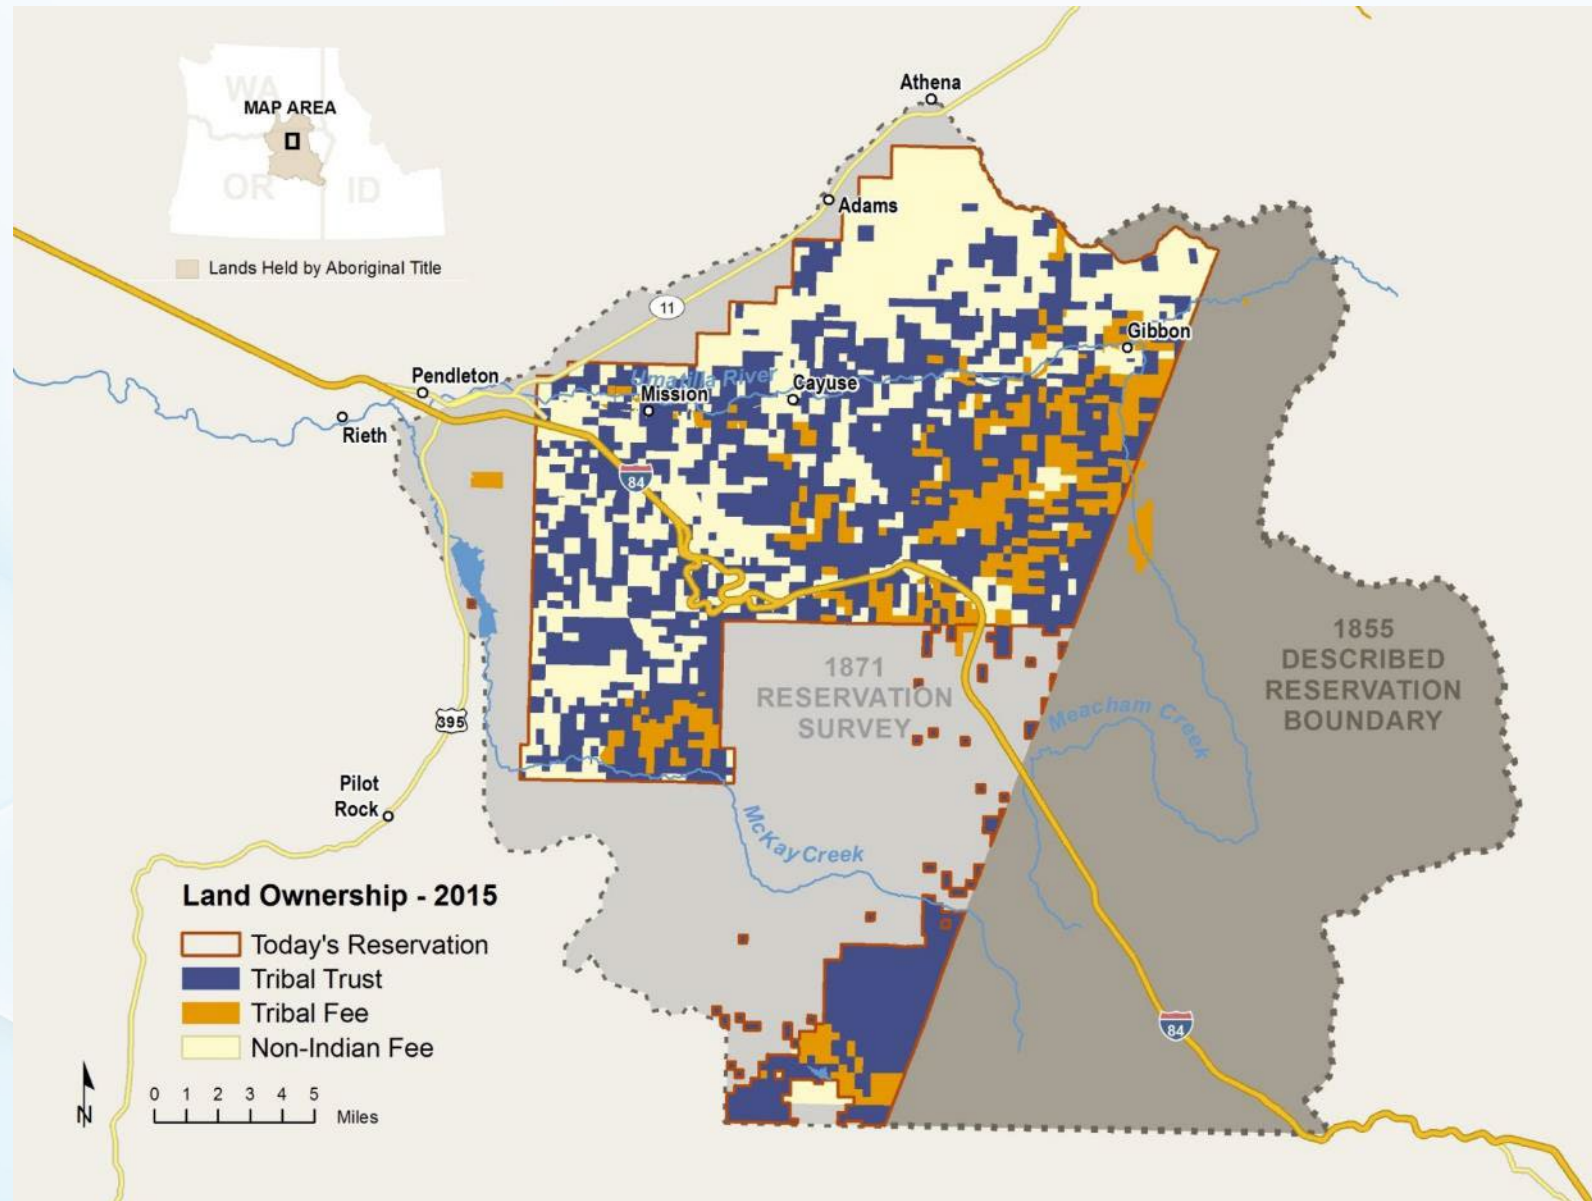 WA
MAP AREA
OR
ID
Lands Held by Aboriginal Title
Athena
Adams
11
Gibbon
Pendleton
Umatilla River
Cayuse
Mission
Rieth
84
1871
RESERVATION
SURVEY
1855
DESCRIBED
RESERVATION
BOUNDARY
Meacham Creek
395
Pilot
Rock
McKay Creek
Land Ownership - 2015
Today's Reservation
Tribal Trust
Tribal Fee
Non-Indian Fee
84
N
0 1 2 3 4 5
Miles